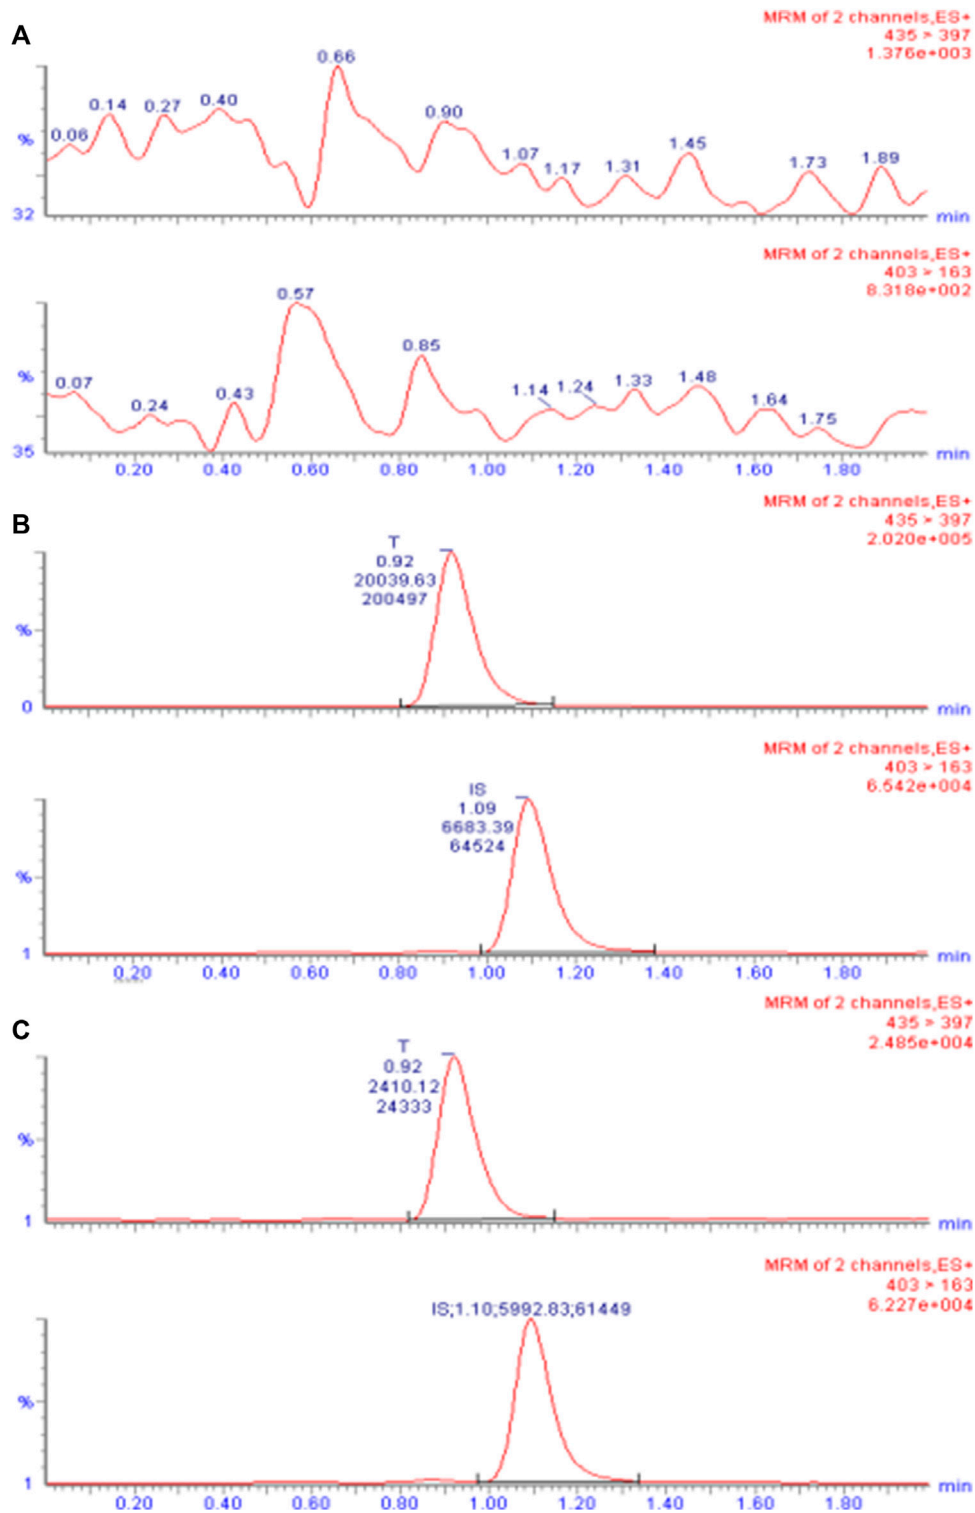 A
MRM of 2 channels,ES+
435 > 397
1.376e+003
0.06 0.14 0.27 0.40 0.66 0.90 1.07 1.17 1.31 1.45 1.73 1.89
%
32
min
MRM of 2 channels,ES+
403 > 163
8.318e+002
0.07 0.24 0.43 0.57 0.85 1.14 1.24 1.33 1.48 1.64 1.75
%
35
min
0.20 0.40 0.60 0.80 1.00 1.20 1.40 1.60 1.80
B
MRM of 2 channels,ES+
435 > 397
2.020e+005
T
0.92
20039.63
200497
%
0
min
MRM of 2 channels,ES+
403 > 163
6.542e+004
IS
1.09
6683.39
64524
%
1
min
0.20 0.40 0.60 0.80 1.00 1.20 1.40 1.60 1.80
C
MRM of 2 channels,ES+
435 > 397
2.485e+004
T
0.92
2410.12
24333
%
1
min
MRM of 2 channels,ES+
403 > 163
6.227e+004
IS;1.10;5992.83;61449
%
1
min
0.20 0.40 0.60 0.80 1.00 1.20 1.40 1.60 1.80